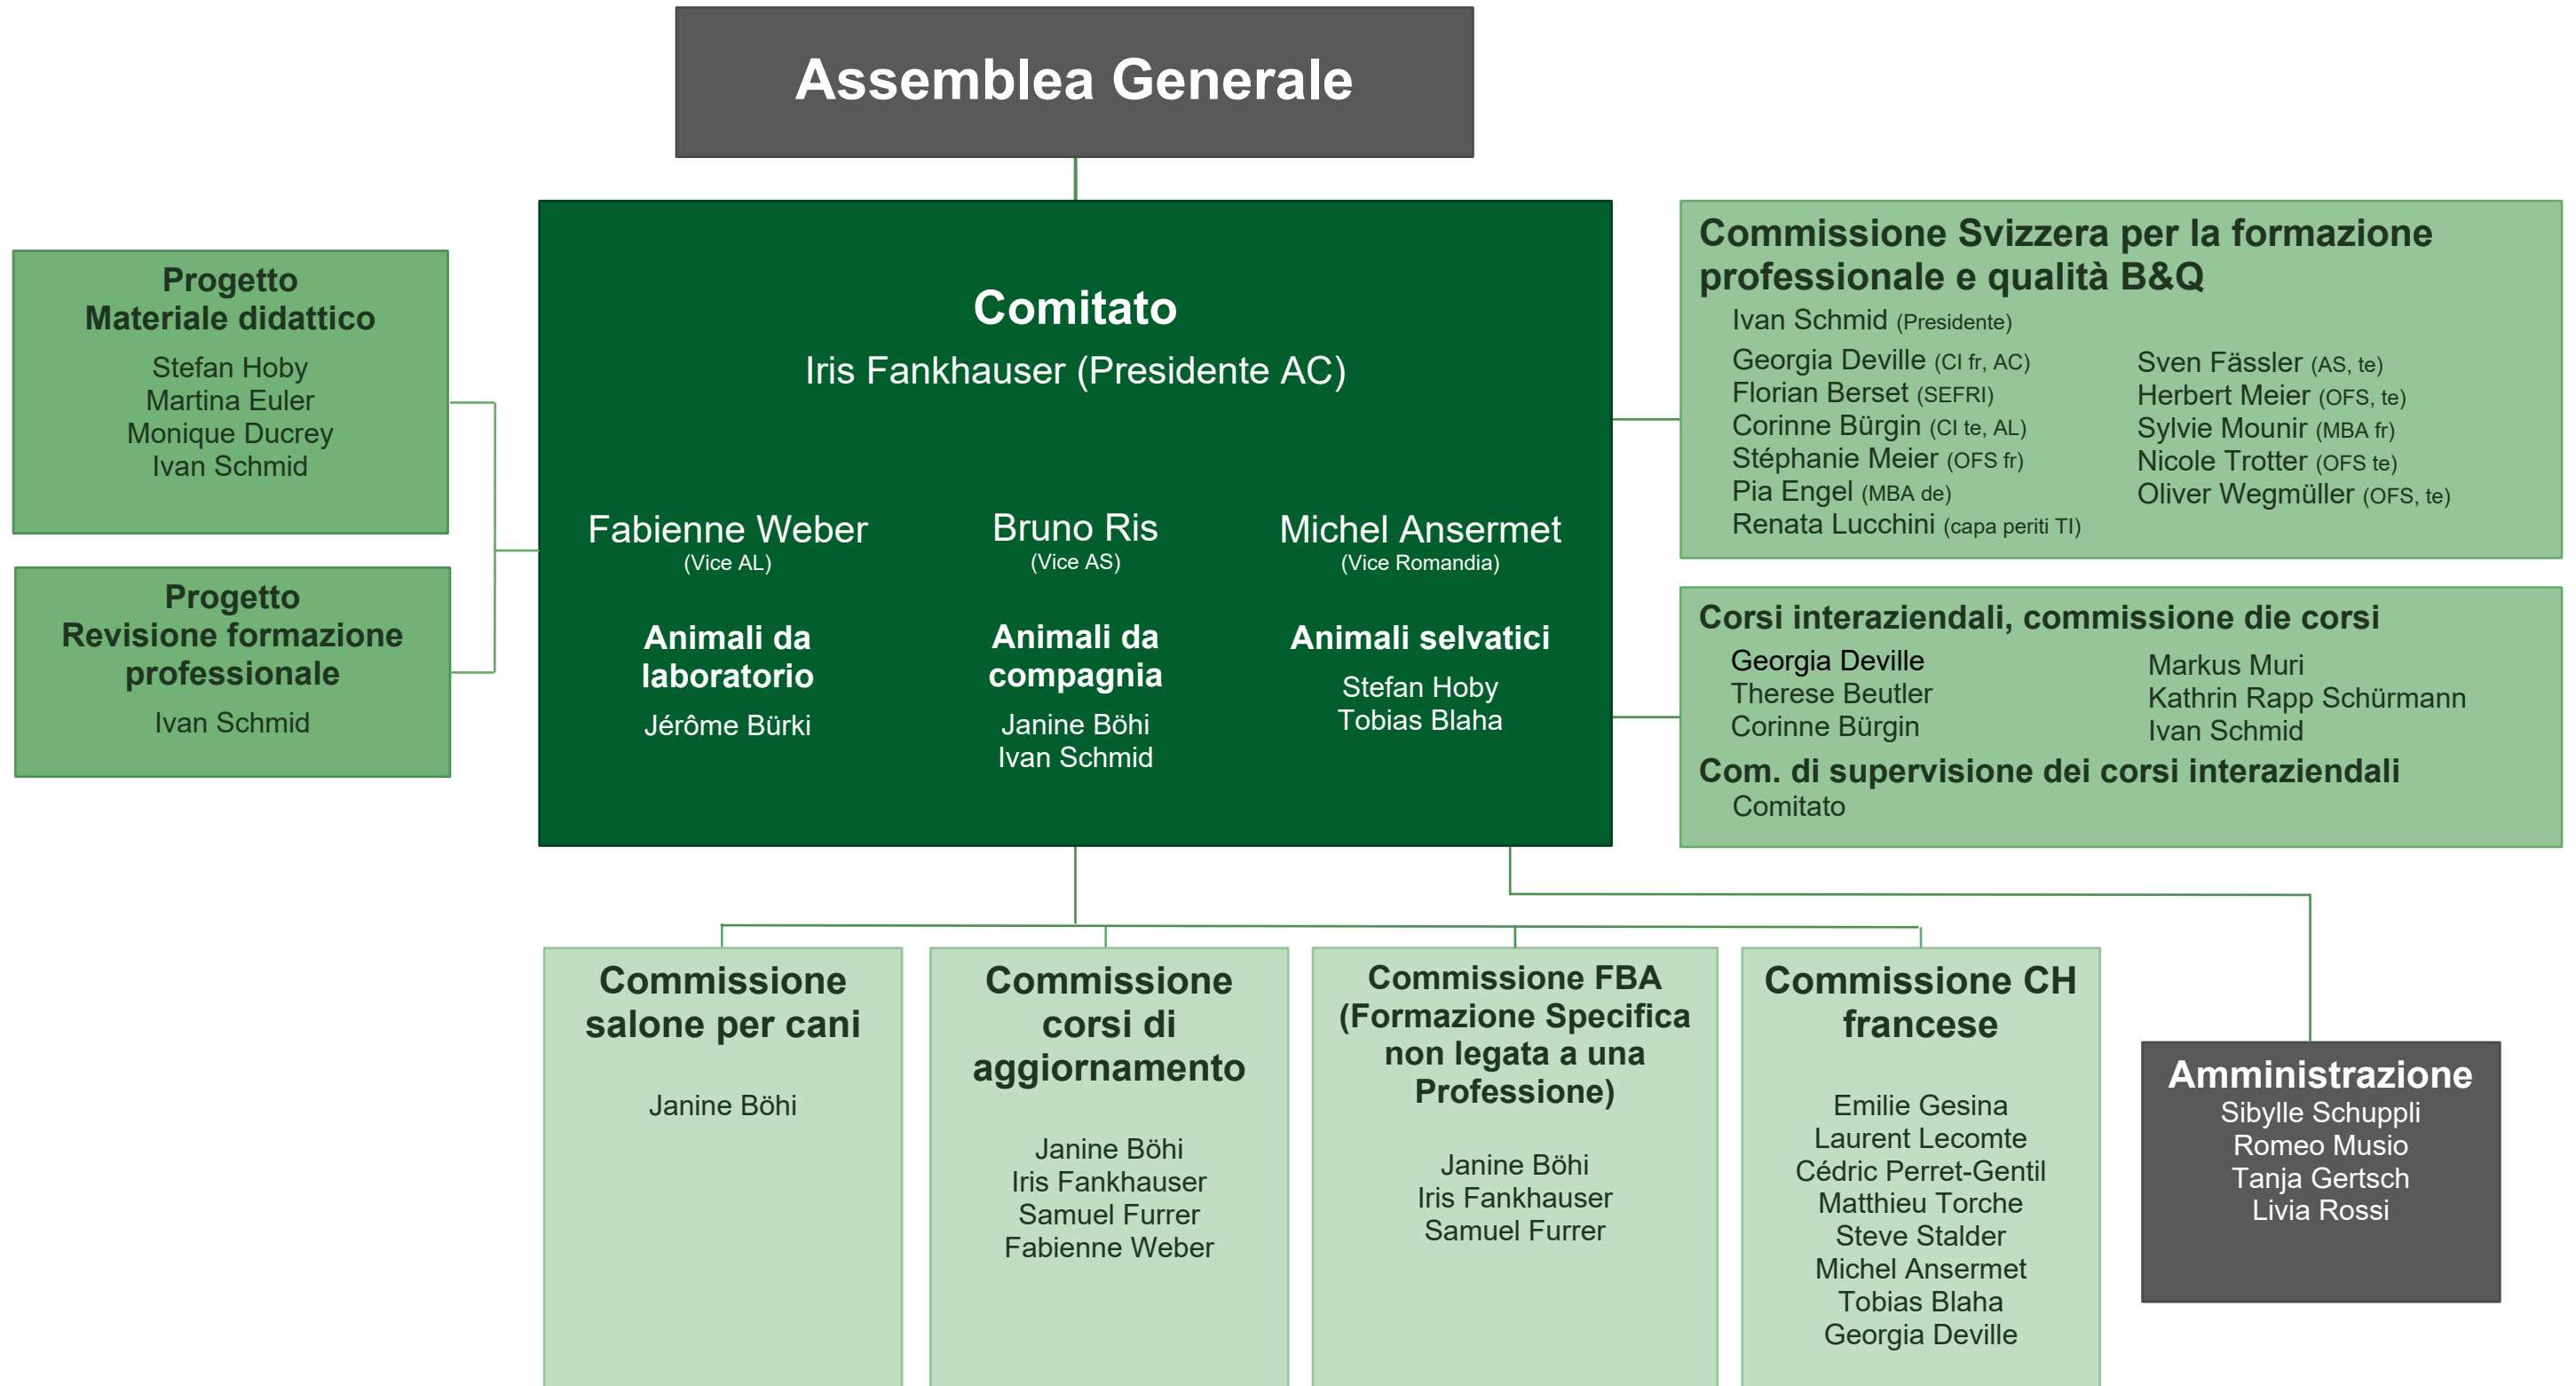 Assemblea Generale
Progetto
Materiale didattico
Stefan Hoby
Martina Euler
Monique Ducrey
Ivan Schmid
Progetto
Revisione formazione
professionale
Ivan Schmid
Comitato
Iris Fankhauser (Presidente AC)
Fabienne Weber
(Vice AL)
Animali da
laboratorio
Jérôme Bürki
Bruno Ris
(Vice AS)
Animali da
compagnia
Janine Böhi
Ivan Schmid
Michel Ansermet
(Vice Romandia)
Animali selvatici
Stefan Hoby
Tobias Blaha
Commissione Svizzera per la formazione
professionale e qualità B&Q
Ivan Schmid (Presidente)
Georgia Deville (CI fr, AC)
Florian Berset (SEFRI)
Corinne Bürgin (CI te, AL)
Stéphanie Meier (OFS fr)
Pia Engel (MBA de)
Renata Lucchini (capa periti TI)
Sven Fässler (AS, te)
Herbert Meier (OFS, te)
Sylvie Mounir (MBA fr)
Nicole Trotter (OFS te)
Oliver Wegmüller (OFS, te)
Corsi interaziendali, commissione die corsi
Georgia Deville
Therese Beutler
Corinne Bürgin
Markus Muri
Kathrin Rapp Schürmann
Ivan Schmid
Com. di supervisione dei corsi interaziendali
Comitato
Commissione
salone per cani
Janine Böhi
Commissione
corsi di
aggiornamento
Janine Böhi
Iris Fankhauser
Samuel Furrer
Fabienne Weber
Commissione FBA
(Formazione Specifica
non legata a una
Professione)
Janine Böhi
Iris Fankhauser
Samuel Furrer
Commissione CH
francese
Emilie Gesina
Laurent Lecomte
Cédric Perret-Gentil
Matthieu Torche
Steve Stalder
Michel Ansermet
Tobias Blaha
Georgia Deville
Amministrazione
Sibylle Schuppli
Romeo Musio
Tanja Gertsch
Livia Rossi